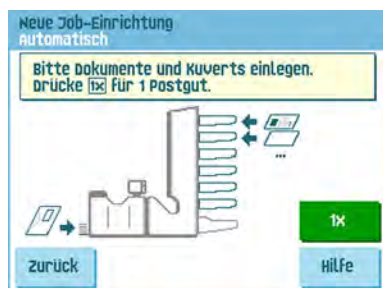 Neue Job-Einrichtung
Automatisch
Bitte Dokumente und Kuverts einlegen.
Drücke 1x für 1 Postgut.
...
1x
Zurück
Hilfe